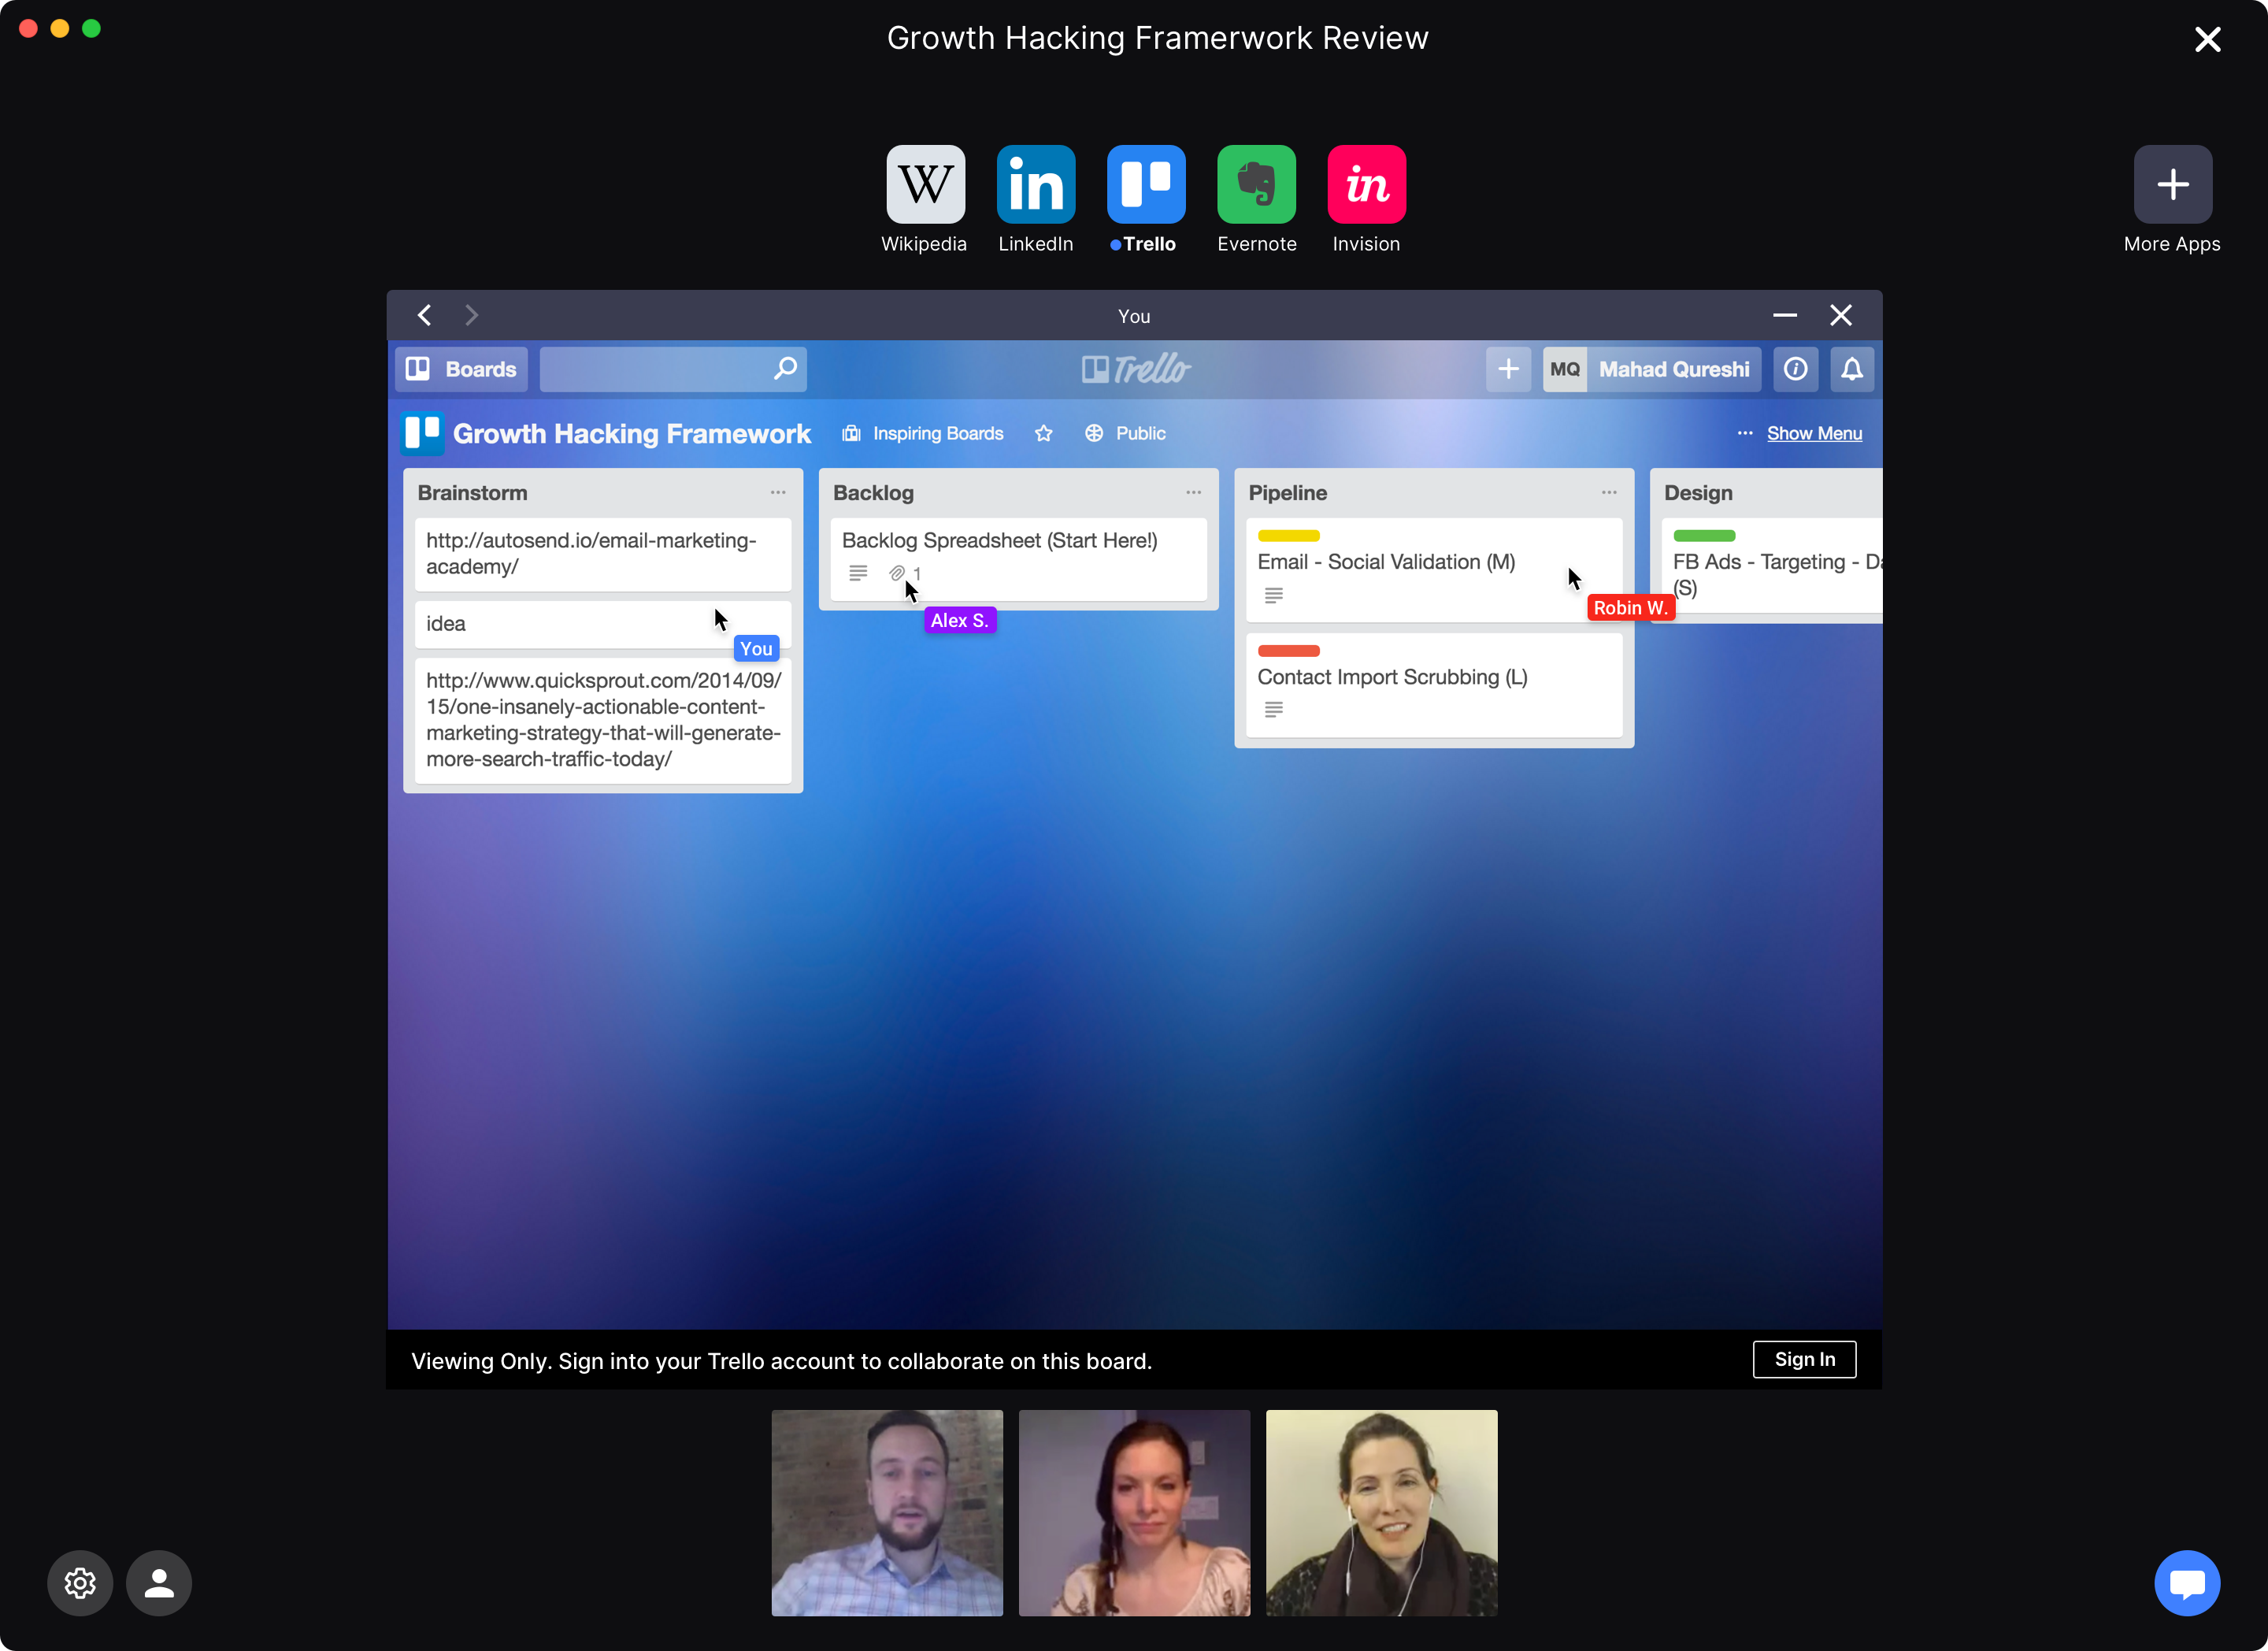 Growth Hacking Framerwork Review
W
in
in
Wikipedia
LinkedIn
Trello
Evernote
Invision
More Apps
You
Boards
Trello
MQ
Mahad Qureshi
Growth Hacking Framework
Inspiring Boards
Public
Show Menu
Brainstorm
http://autosend.io/email-marketing-
academy/
idea
You
http://www.quicksprout.com/2014/09/
15/one-insanely-actionable-content-
marketing-strategy-that-will-generate-
more-search-traffic-today/
Backlog
Backlog Spreadsheet (Start Here!)
1
Alex S.
Pipeline
Email - Social Validation (M)
Robin W.
Contact Import Scrubbing (L)
Design
FB Ads - Targeting - Da
(S)
Viewing Only. Sign into your Trello account to collaborate on this board.
Sign In